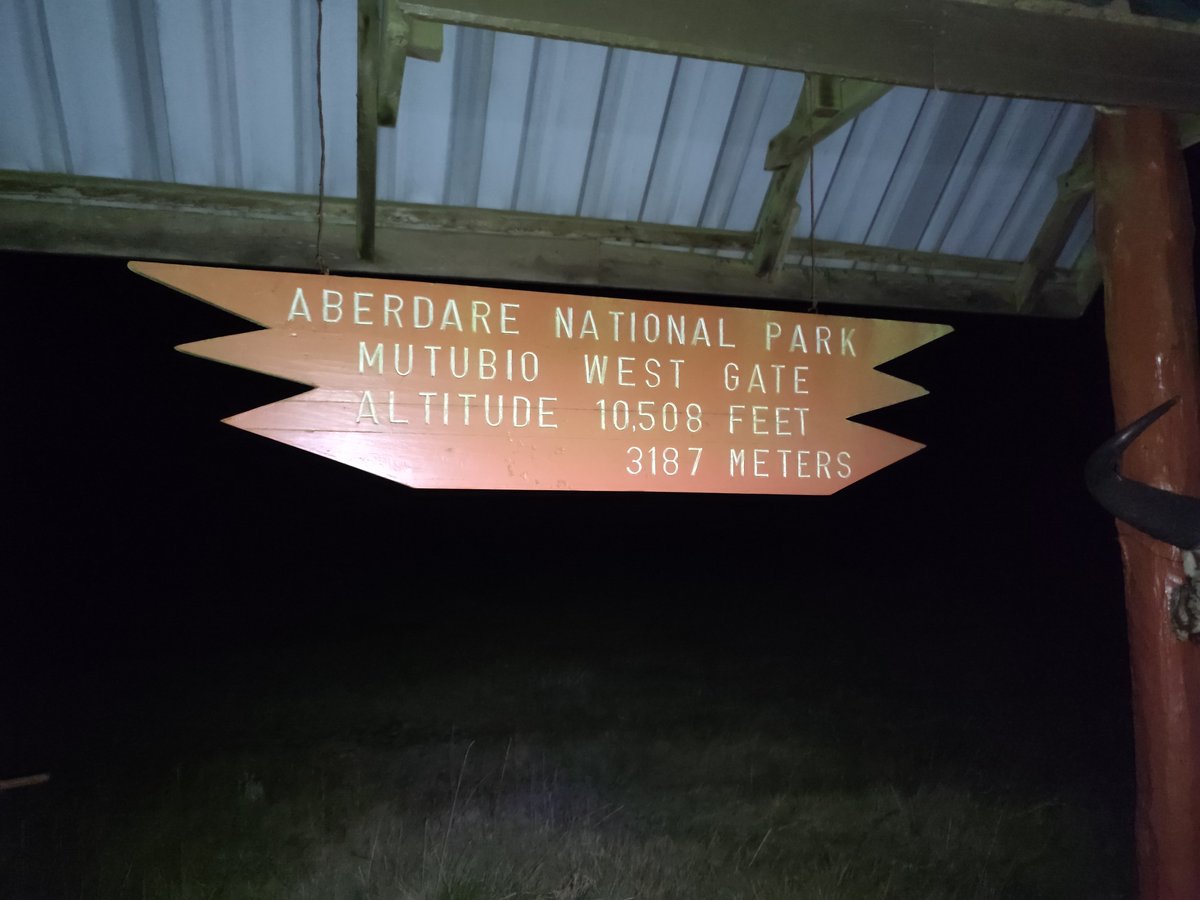 ABERDARE NATIONAL PARK
MUTUBIO WEST GATE
ALTITUDE 10,508 FEET
3187 METERS